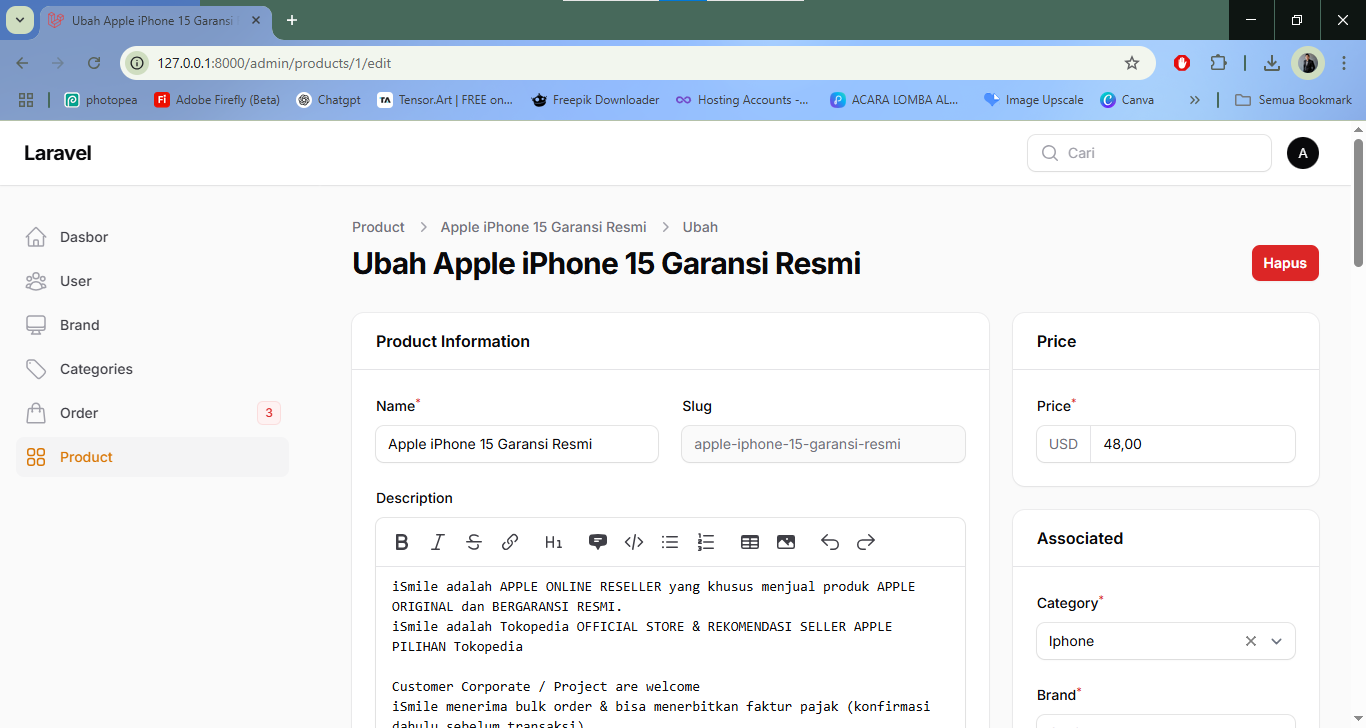 Ubah Apple iPhone 15 Garansi
127.0.0.1:8000/admin/products/1/edit
photopea
Adobe Firefly (Beta)
Chatgpt
Tensor.Art | FREE on...
Freepik Downloader
Hosting Accounts -...
ACARA LOMBA AL...
Image Upscale
Canva
Semua Bookmark
Laravel
Cari
A
Dasbor
User
Brand
Categories
Order
3
Product
Product > Apple iPhone 15 Garansi Resmi > Ubah
Ubah Apple iPhone 15 Garansi Resmi
Hapus
Product Information
Name*
Apple iPhone 15 Garansi Resmi
Slug
apple-iphone-15-garansi-resmi
Description
B I S H1
iSmile adalah APPLE ONLINE RESELLER yang khusus menjual produk APPLE
ORIGINAL dan BERGARANSI RESMI.
iSmile adalah Tokopedia OFFICIAL STORE & REKOMENDASI SELLER APPLE
PILIHAN Tokopedia
Customer Corporate / Project are welcome
iSmile menerima bulk order & bisa menerbitkan faktur pajak (konfirmasi
dahulu sebelum transaksi)
Price
Price*
USD
48,00
Associated
Category*
Iphone
Brand*